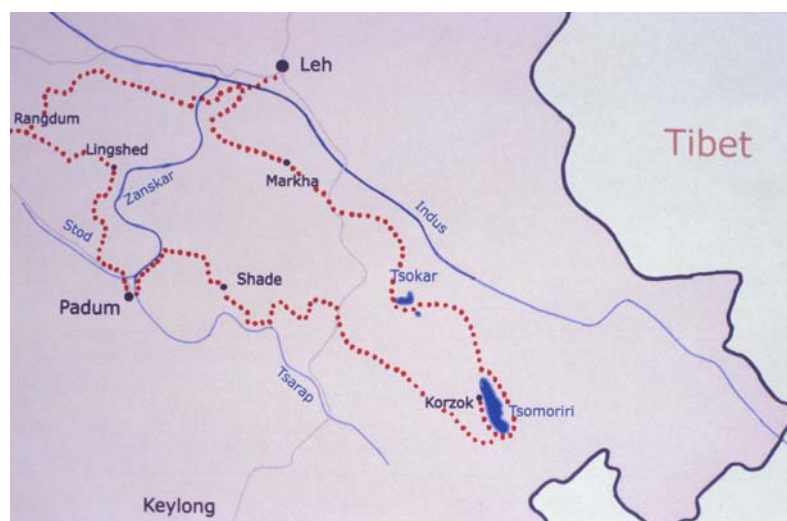 Leh
Tibet
Rangdum
Lingshed
Zanskar
Markha
Indus
Stod
Tsokar
Shade
Padum
Tsarap
Korzok
Tsomoriri
Keylong